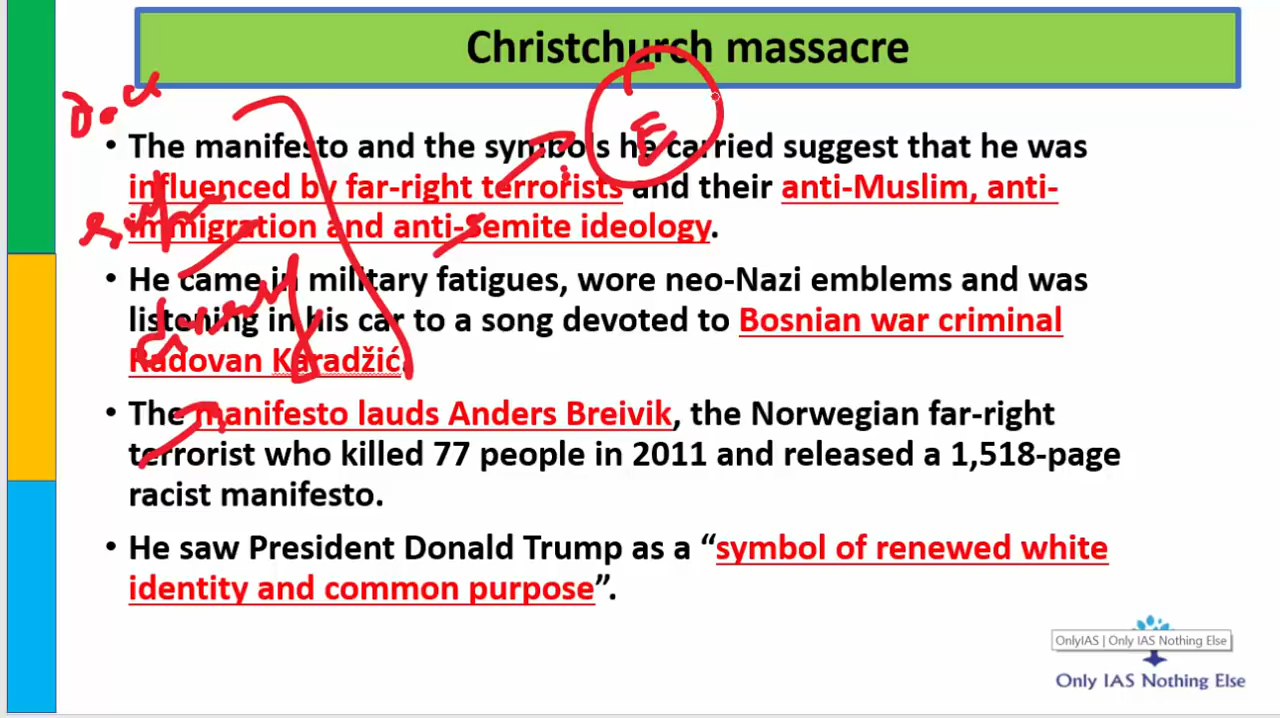 Christchurch massacre
• The manifesto and the symbols he carried suggest that he was
influenced by far-right terrorists and their anti-Muslim, anti-
immigration and anti-Semite ideology.
• He came in military fatigues, wore neo-Nazi emblems and was
listening in his car to a song devoted to Bosnian war criminal
Radovan Karadžić.
• The manifesto lauds Anders Breivik, the Norwegian far-right
terrorist who killed 77 people in 2011 and released a 1,518-page
racist manifesto.
• He saw President Donald Trump as a “symbol of renewed white
identity and common purpose”.
E
OnlyIAS | Only IAS Nothing Else
Only IAS Nothing Else